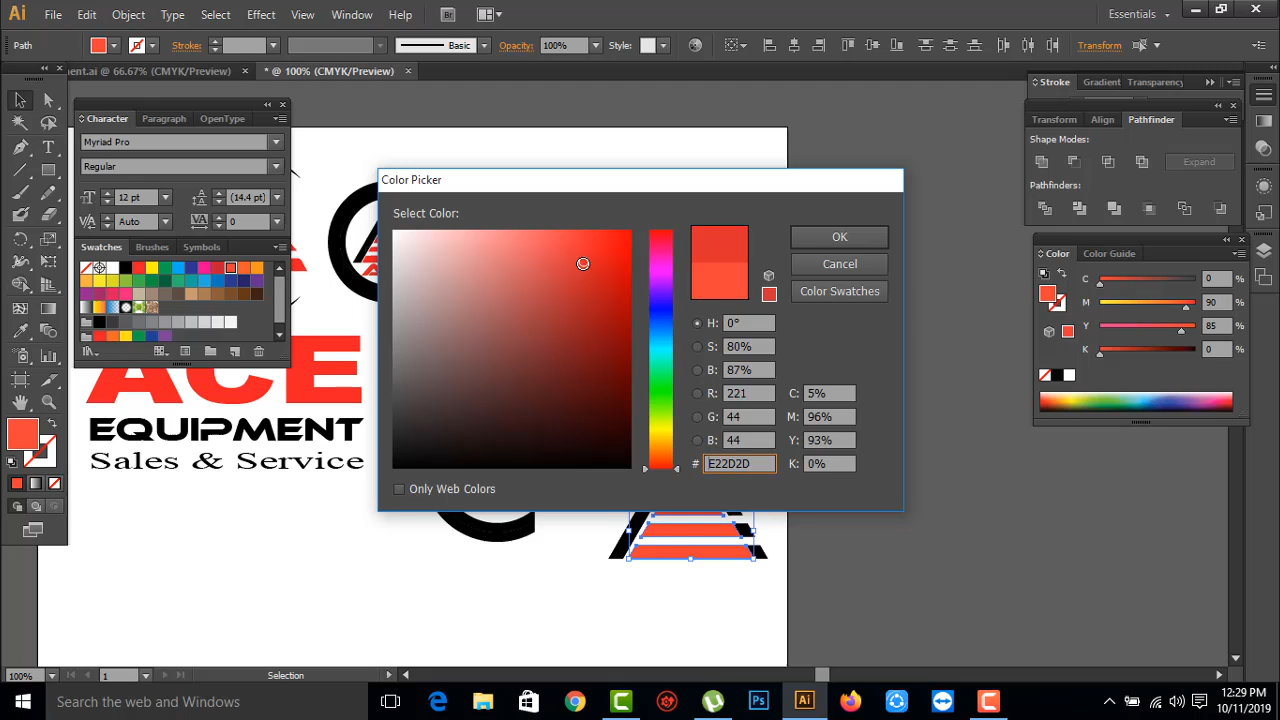 Ai File Edit Object Type Select Effect View Window Help Br Essentials
Path Stroke: Basic Opacity: 100% Style: Transform
ment.ai @ 66.67% (CMYK/Preview) × * @ 100% (CMYK/Preview) × Stroke Gradient Transparency
Character Paragraph OpenType
Myriad Pro
Regular
12 pt (14.4 pt)
Auto 0
Swatches Brushes Symbols
Transform Align Pathfinder
Shape Modes:
Expand
Pathfinders:
Color Color Guide
C 0 %
M 90 %
Y 85 %
K 0 %
Color Picker
Select Color:
OK
Cancel
Color Swatches
H: 0°
S: 80%
B: 87%
R: 221 C: 5%
G: 44 M: 96%
B: 44 Y: 93%
# E22D2D K: 0%
Only Web Colors
ACE
EQUIPMENT
Sales & Service
100% 1 Selection
Search the web and Windows
Ps Ai
12:29 PM
10/11/2019